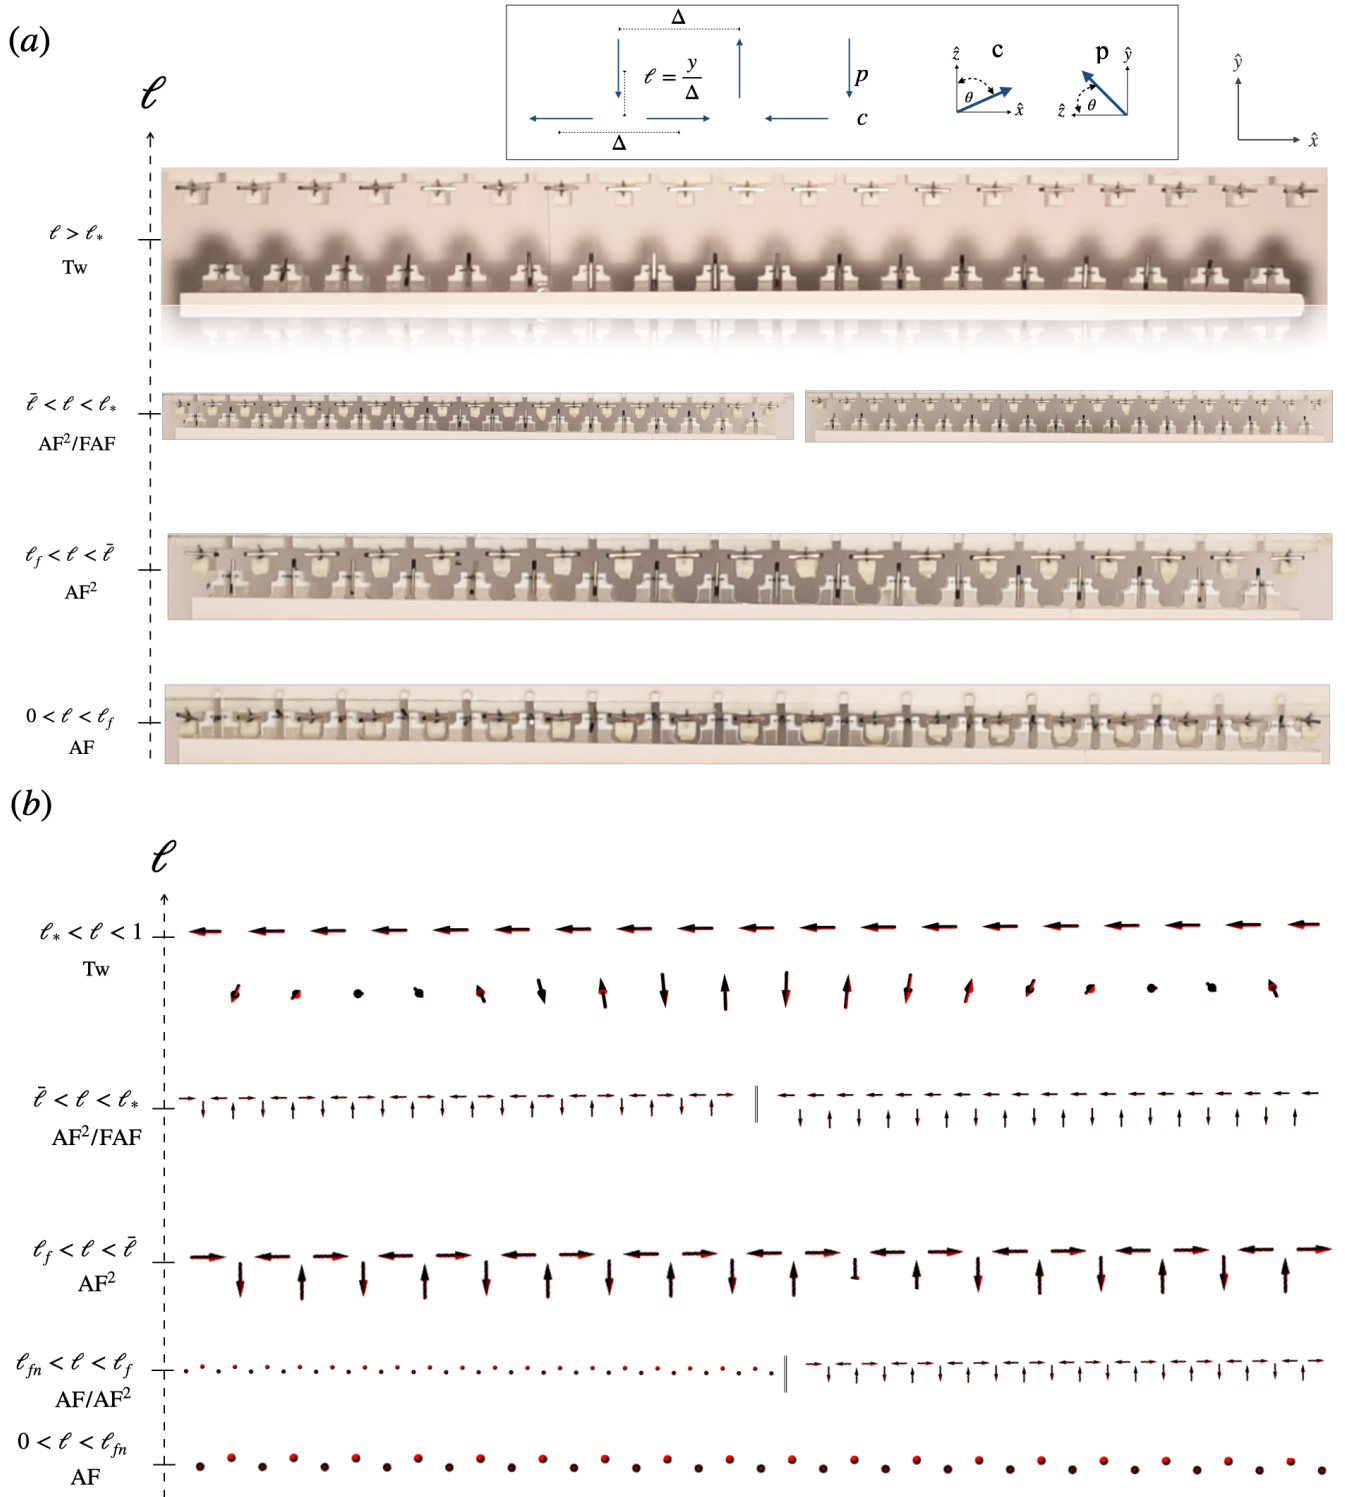 (a)
ℓ
Δ
ℓ = y/Δ
p
c
Δ
ẑ
c
θ
x̂
p
ŷ
θ
ẑ
ŷ
x̂
ℓ > ℓ*
Tw
ℓ̄ < ℓ < ℓ*
AF²/FAF
ℓf < ℓ < ℓ̄
AF²
0 < ℓ < ℓf
AF
(b)
ℓ
ℓ* < ℓ < 1
Tw
ℓ̄ < ℓ < ℓ*
AF²/FAF
ℓf < ℓ < ℓ̄
AF²
ℓfn < ℓ < ℓf
AF/AF²
0 < ℓ < ℓfn
AF